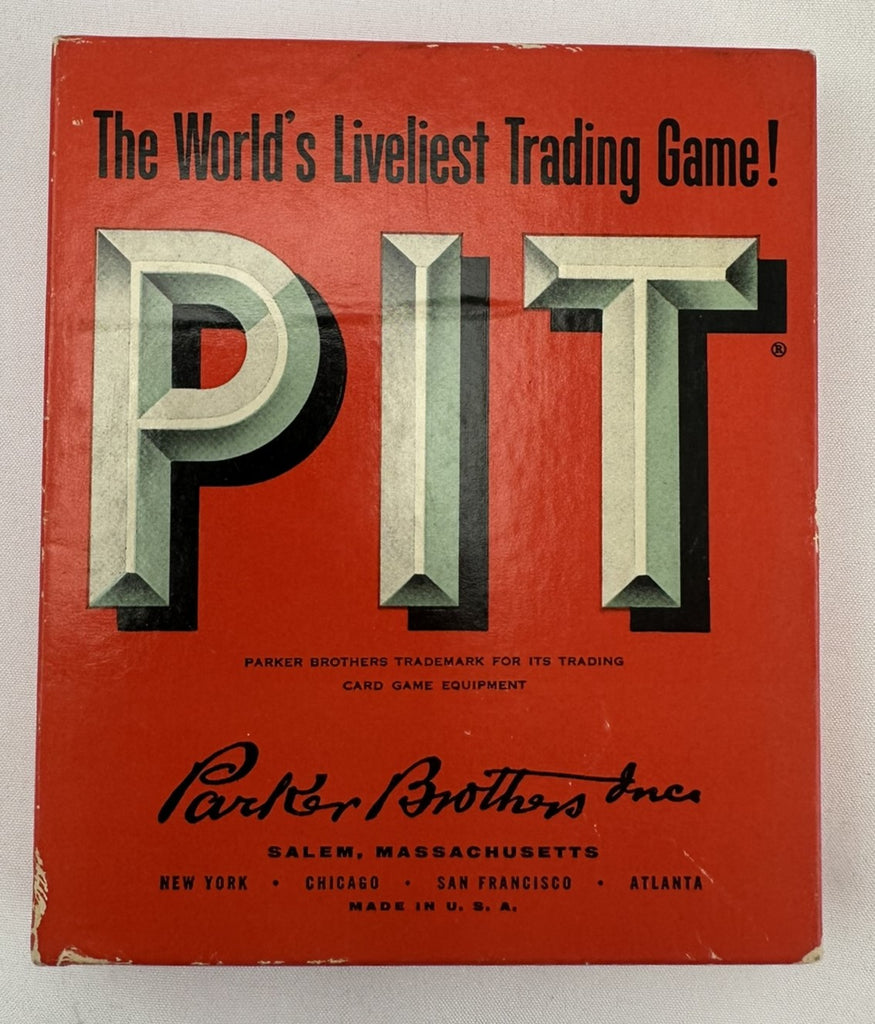 The World's Liveliest Trading Game!
PIT
®
PARKER BROTHERS TRADEMARK FOR ITS TRADING
CARD GAME EQUIPMENT
Parker Brothers Inc.
SALEM, MASSACHUSETTS
NEW YORK • CHICAGO • SAN FRANCISCO • ATLANTA
MADE IN U. S. A.